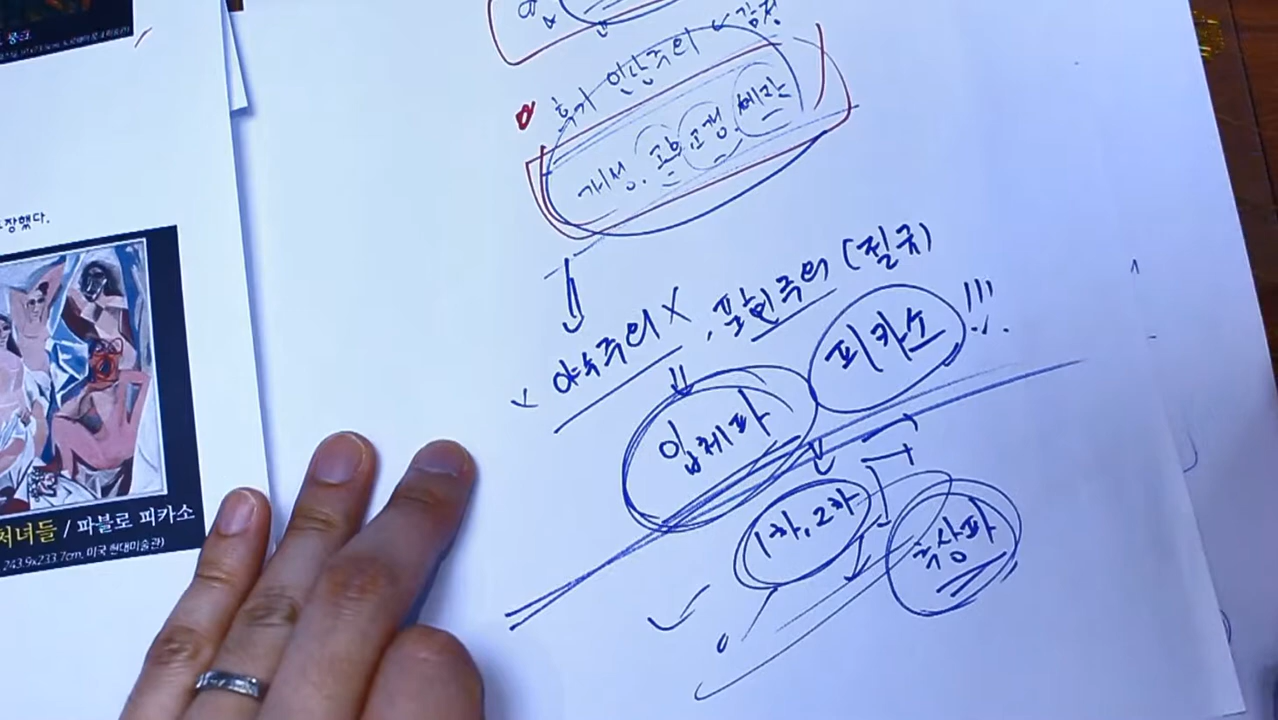 장했다.
처녀들 / 파블로 피카소
243.9x233.7cm, 미국 현대미술관)
후기 인상주의 감정
개성. 고흐 고갱. 세잔
야수주의 X, 표현주의 (절규)
입체파 피카소 !!!
1차, 2차
추상파